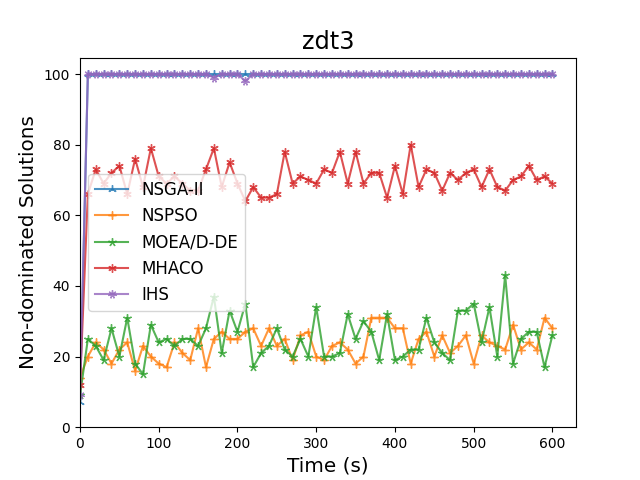 zdt3
Non-dominated Solutions
100
80
60
40
20
0
NSGA-II
NSPSO
MOEA/D-DE
MHACO
IHS
0 100 200 300 400 500 600
Time (s)